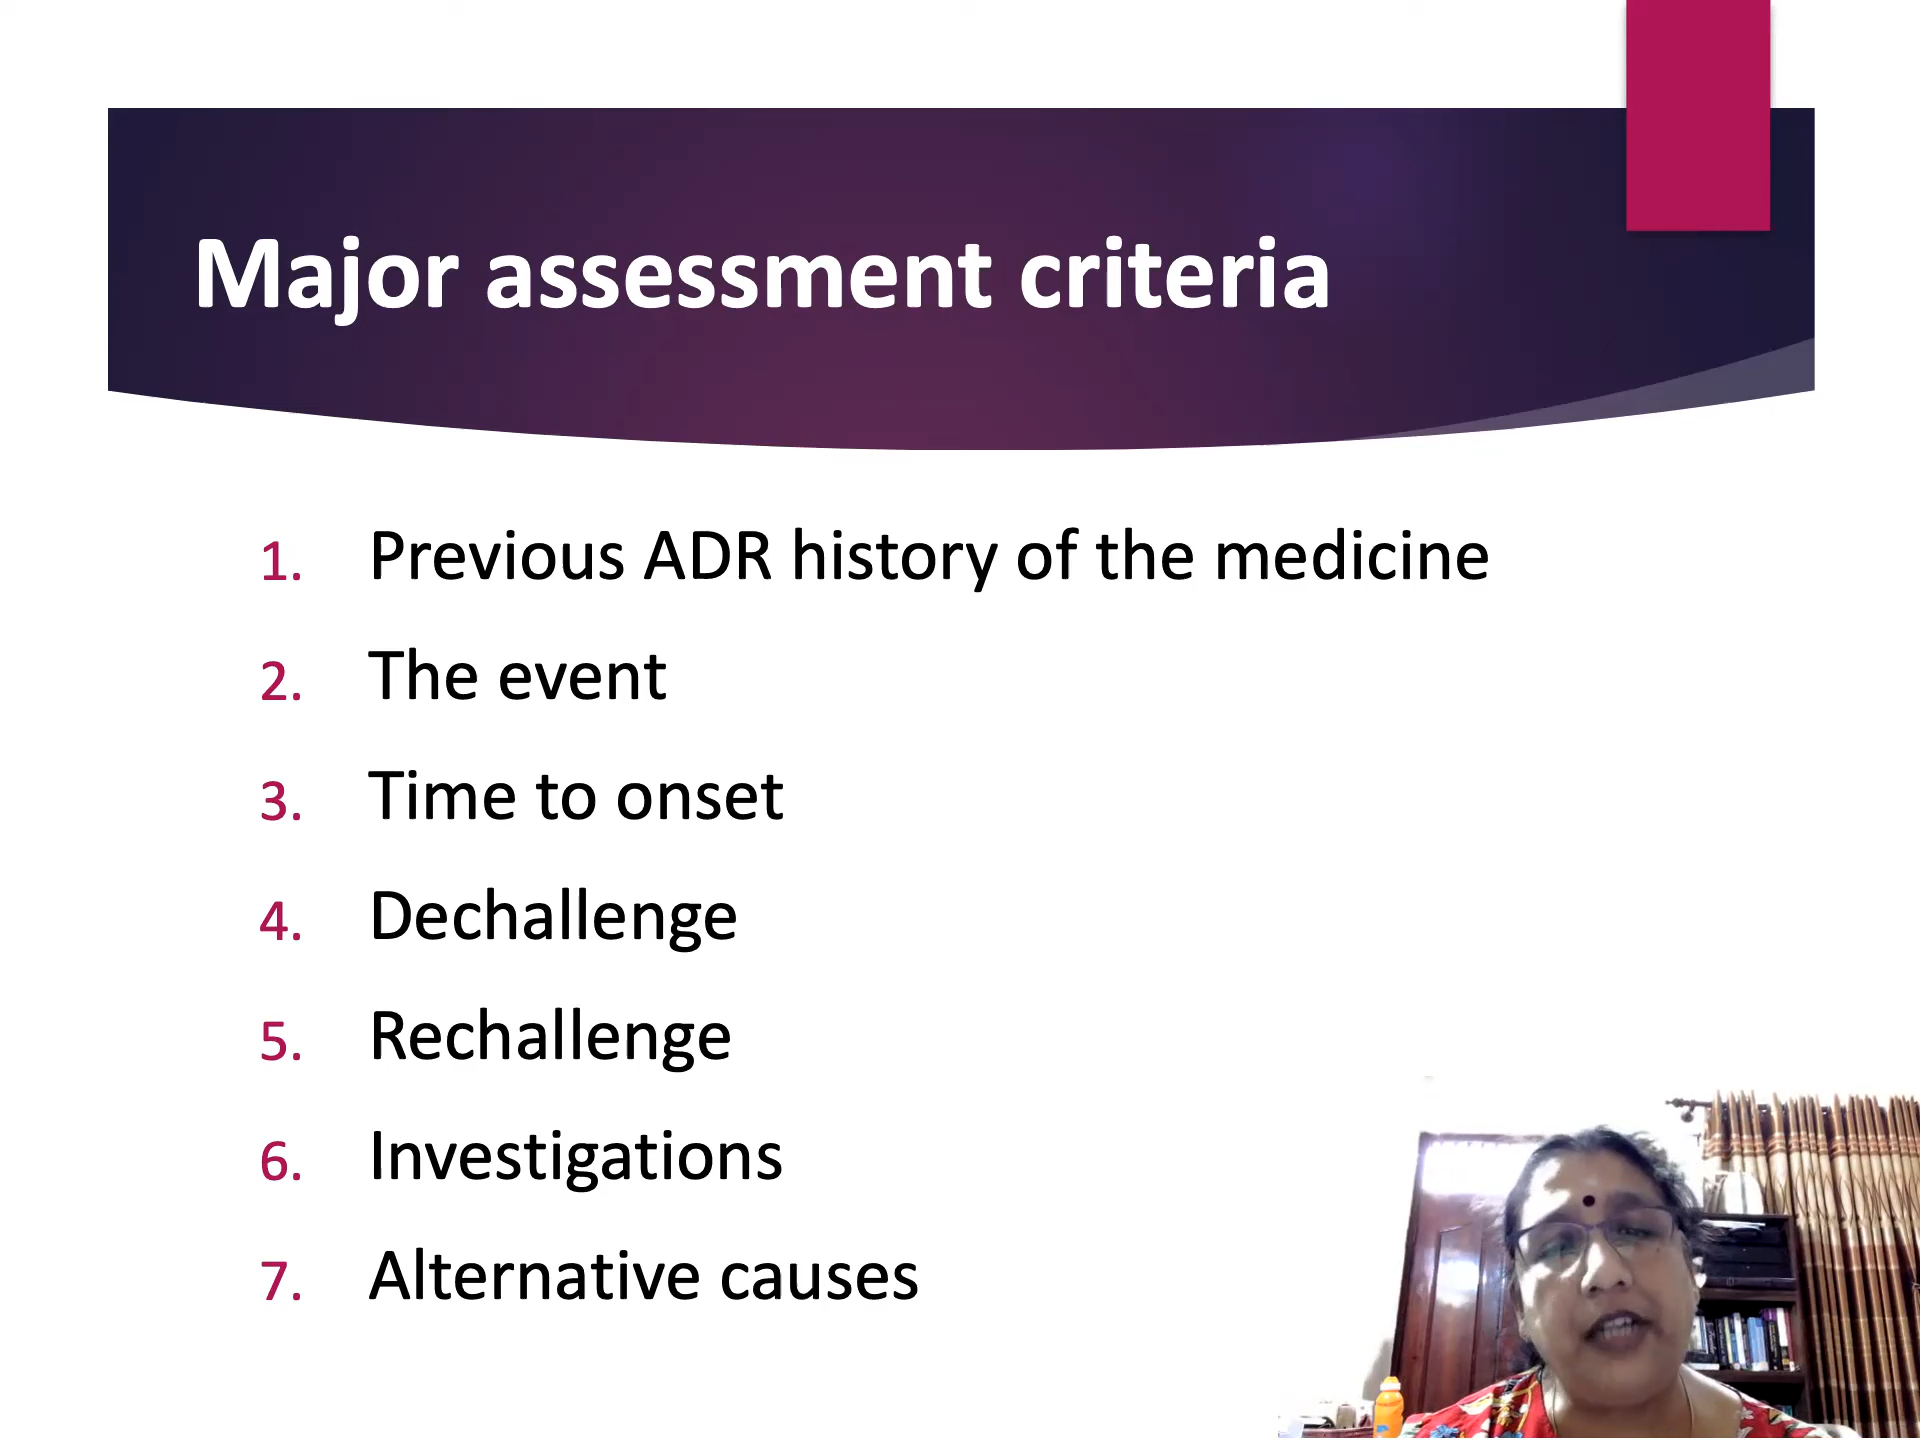 Major assessment criteria
1. Previous ADR history of the medicine
2. The event
3. Time to onset
4. Dechallenge
5. Rechallenge
6. Investigations
7. Alternative causes